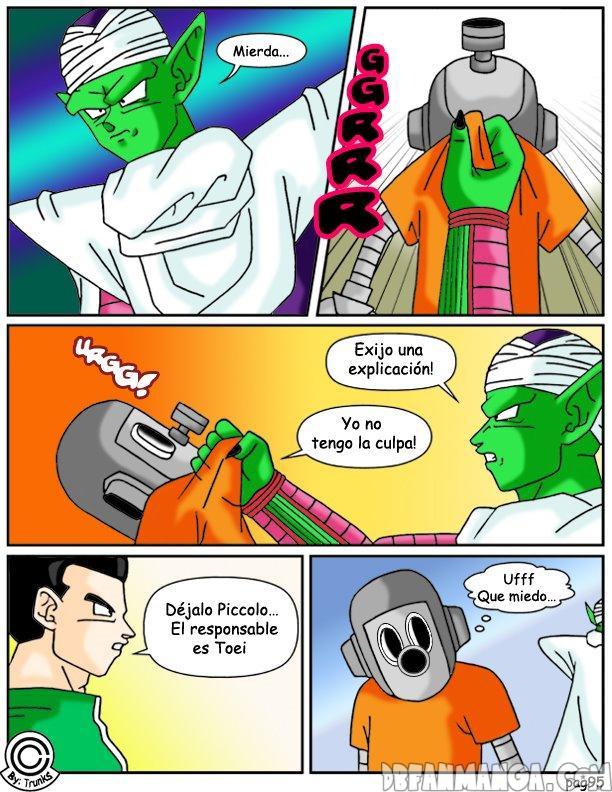 Mierda...
GGRRR
Exijo una
explicación!
UAGG!
Yo no
tengo la culpa!
Déjalo Piccolo...
El responsable
es Toei
Ufff
Que miedo...
C
By: Trunks
DBFANMANGA.COM
pag95